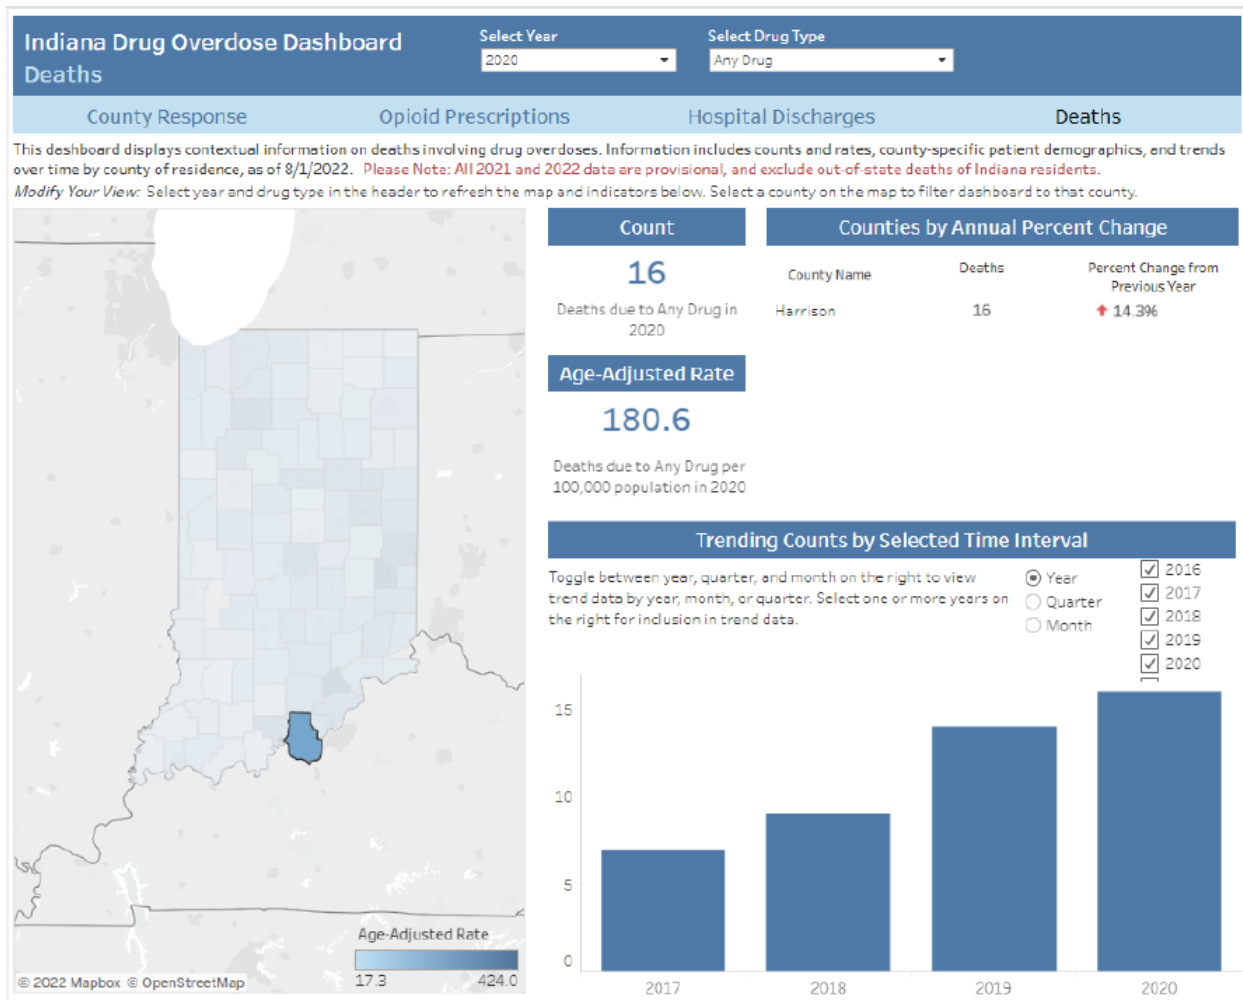 Indiana Drug Overdose Dashboard
Deaths
Select Year
2020
Select Drug Type
Any Drug
County Response
Opioid Prescriptions
Hospital Discharges
Deaths
This dashboard displays contextual information on deaths involving drug overdoses. Information includes counts and rates, county-specific patient demographics, and trends
over time by county of residence, as of 8/1/2022. Please Note: All 2021 and 2022 data are provisional, and exclude out-of-state deaths of Indiana residents.
Modify Your View: Select year and drug type in the header to refresh the map and indicators below. Select a county on the map to filter dashboard to that county.
Count
16
Deaths due to Any Drug in
2020
Age-Adjusted Rate
180.6
Deaths due to Any Drug per
100,000 population in 2020
Counties by Annual Percent Change
County Name
Deaths
Percent Change from
Previous Year
Harrison
16
14.3%
Trending Counts by Selected Time Interval
Toggle between year, quarter, and month on the right to view
trend data by year, month, or quarter. Select one or more years on
the right for inclusion in trend data.
Year
Quarter
Month
2016
2017
2018
2019
2020
15
10
5
0
2017
2018
2019
2020
Age-Adjusted Rate
17.3
424.0
© 2022 Mapbox © OpenStreetMap